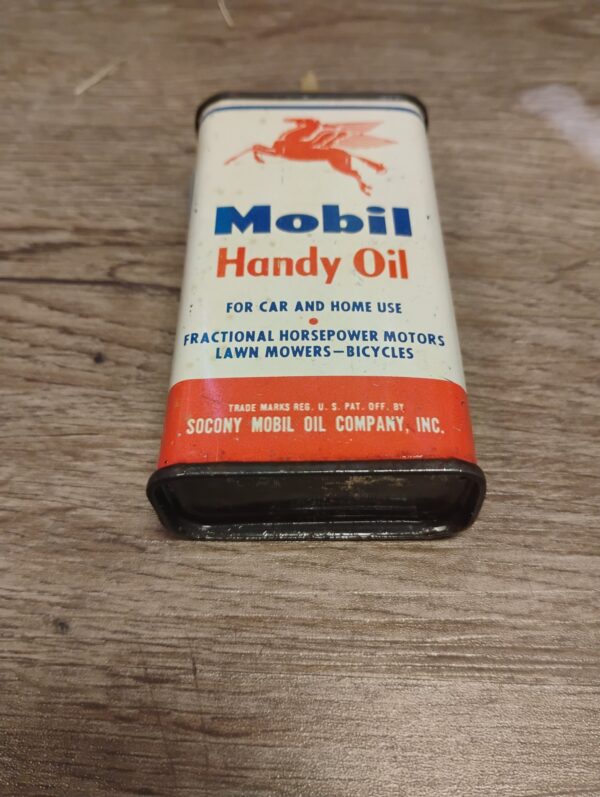 Mobil
Handy Oil
FOR CAR AND HOME USE
FRACTIONAL HORSEPOWER MOTORS
LAWN MOWERS–BICYCLES
TRADE MARKS REG. U. S. PAT. OFF. BY
SOCONY MOBIL OIL COMPANY, INC.